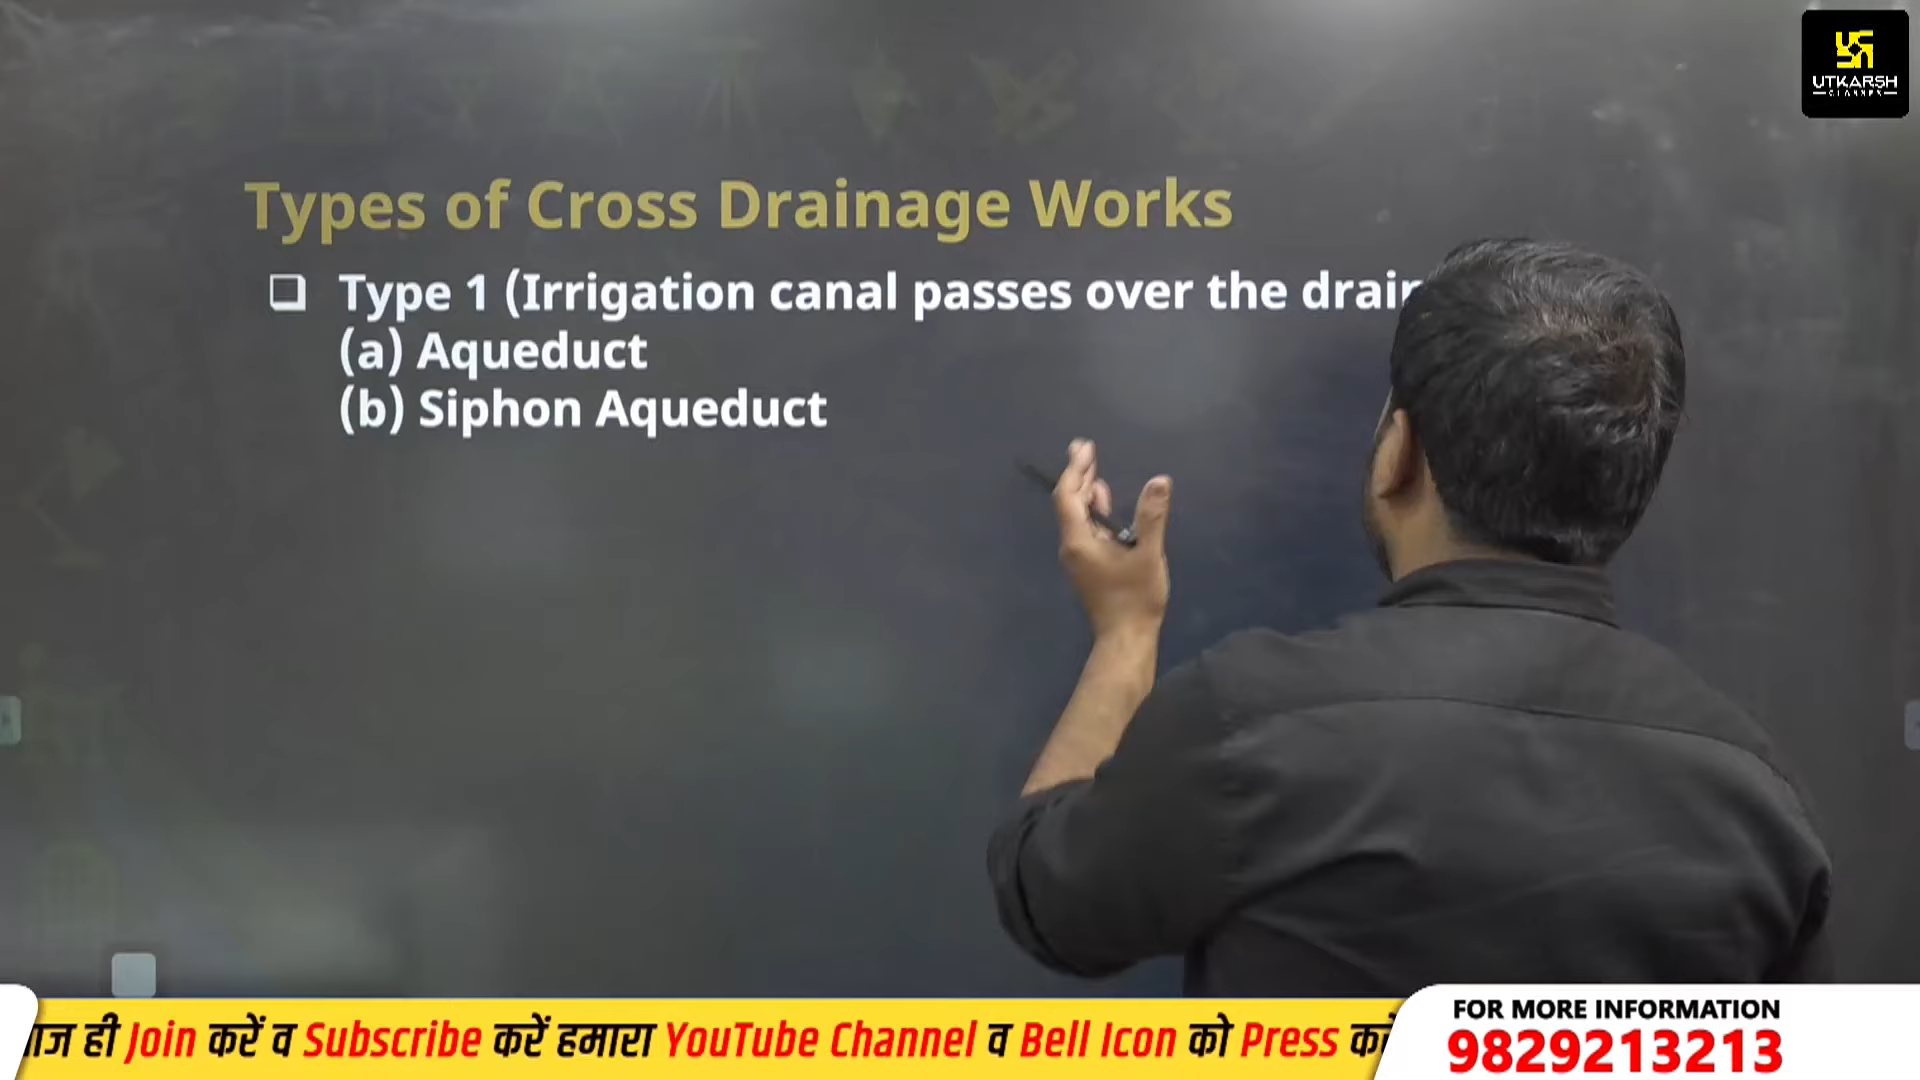 UTKARSH
CLASSES
Types of Cross Drainage Works
Type 1 (Irrigation canal passes over the
(a) Aqueduct
(b) Siphon Aqueduct
ही Join करें व Subscribe करें हमारा YouTube Channel व Bell Icon को Press
FOR MORE INFORMATION
9829213213